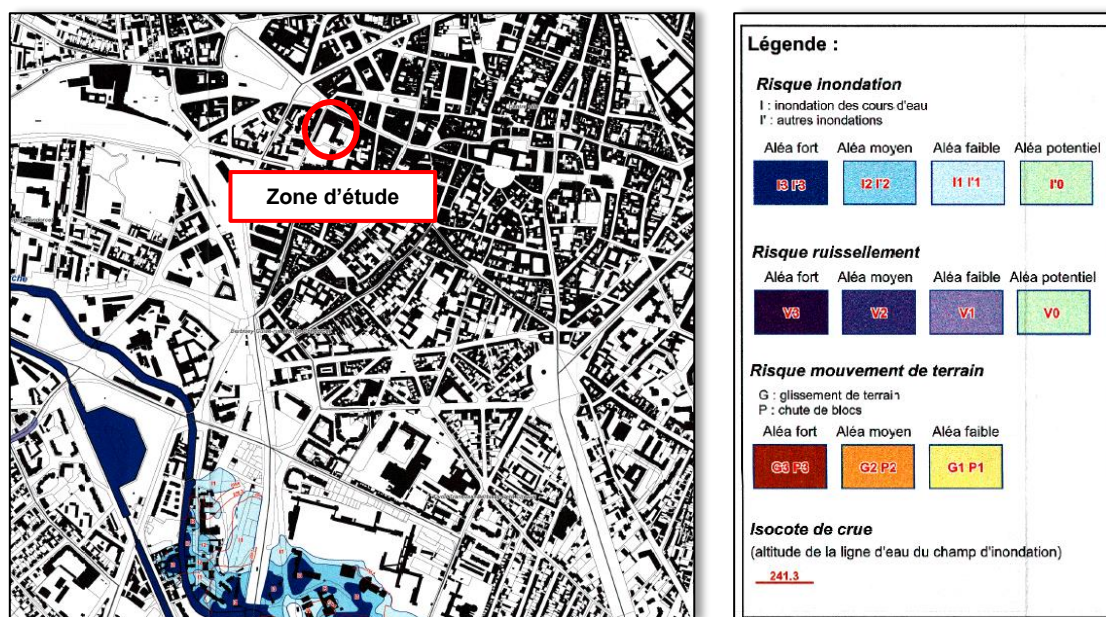 Zone d'étude
che
Légende :
Risque inondation
I : inondation des cours d'eau
I' : autres inondations
Aléa fort Aléa moyen Aléa faible Aléa potentiel
I3 I'3 I2 I'2 I1 I'1 I'0
Risque ruissellement
Aléa fort Aléa moyen Aléa faible Aléa potentiel
V3 V2 V1 V0
Risque mouvement de terrain
G : glissement de terrain
P : chute de blocs
Aléa fort Aléa moyen Aléa faible
G3 P3 G2 P2 G1 P1
Isocote de crue
(altitude de la ligne d'eau du champ d'inondation)
241.3